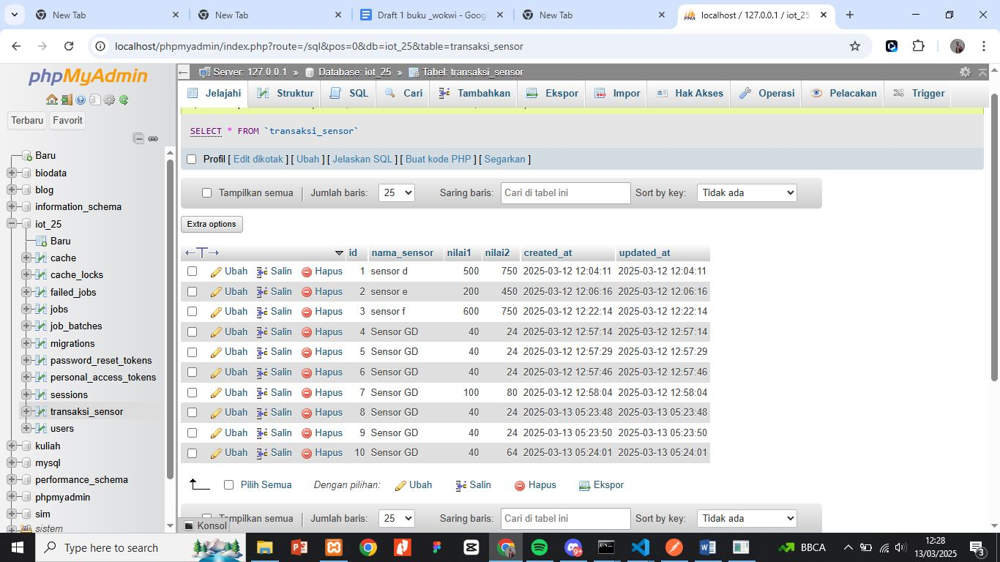 New Tab
New Tab
Draft 1 buku _wokwi - Goog
New Tab
localhost / 127.0.0.1 / iot_25
localhost/phpmyadmin/index.php?route=/sql&pos=0&db=iot_25&table=transaksi_sensor
phpMyAdmin
Terbaru Favorit
Baru
biodata
blog
information_schema
iot_25
Baru
cache
cache_locks
failed_jobs
jobs
job_batches
migrations
password_reset_tokens
personal_access_tokens
sessions
transaksi_sensor
users
kuliah
mysql
performance_schema
phpmyadmin
sim
sistem
Server: 127.0.0.1 » Database: iot_25 » Tabel: transaksi_sensor
Jelajahi Struktur SQL Cari Tambahkan Ekspor Impor Hak Akses Operasi Pelacakan Trigger
SELECT * FROM `transaksi_sensor`
Profil [ Edit dikotak ] [ Ubah ] [ Jelaskan SQL ] [ Buat kode PHP ] [ Segarkan ]
Tampilkan semua Jumlah baris: 25 Saring baris: Cari di tabel ini Sort by key: Tidak ada
Extra options
id nama_sensor nilai1 nilai2 created_at updated_at
Ubah Salin Hapus 1 sensor d 500 750 2025-03-12 12:04:11 2025-03-12 12:04:11
Ubah Salin Hapus 2 sensor e 200 450 2025-03-12 12:06:16 2025-03-12 12:06:16
Ubah Salin Hapus 3 sensor f 600 750 2025-03-12 12:22:14 2025-03-12 12:22:14
Ubah Salin Hapus 4 Sensor GD 40 24 2025-03-12 12:57:14 2025-03-12 12:57:14
Ubah Salin Hapus 5 Sensor GD 40 24 2025-03-12 12:57:29 2025-03-12 12:57:29
Ubah Salin Hapus 6 Sensor GD 40 24 2025-03-12 12:57:46 2025-03-12 12:57:46
Ubah Salin Hapus 7 Sensor GD 100 80 2025-03-12 12:58:04 2025-03-12 12:58:04
Ubah Salin Hapus 8 Sensor GD 40 24 2025-03-13 05:23:48 2025-03-13 05:23:48
Ubah Salin Hapus 9 Sensor GD 40 24 2025-03-13 05:23:50 2025-03-13 05:23:50
Ubah Salin Hapus 10 Sensor GD 40 64 2025-03-13 05:24:01 2025-03-13 05:24:01
Pilih Semua Dengan pilihan: Ubah Salin Hapus Ekspor
Tampilkan semua Jumlah baris: 25 Saring baris: Cari di tabel ini Sort by key: Tidak ada
Konsol
Type here to search
9+
BBCA
12:28
13/03/2025
3